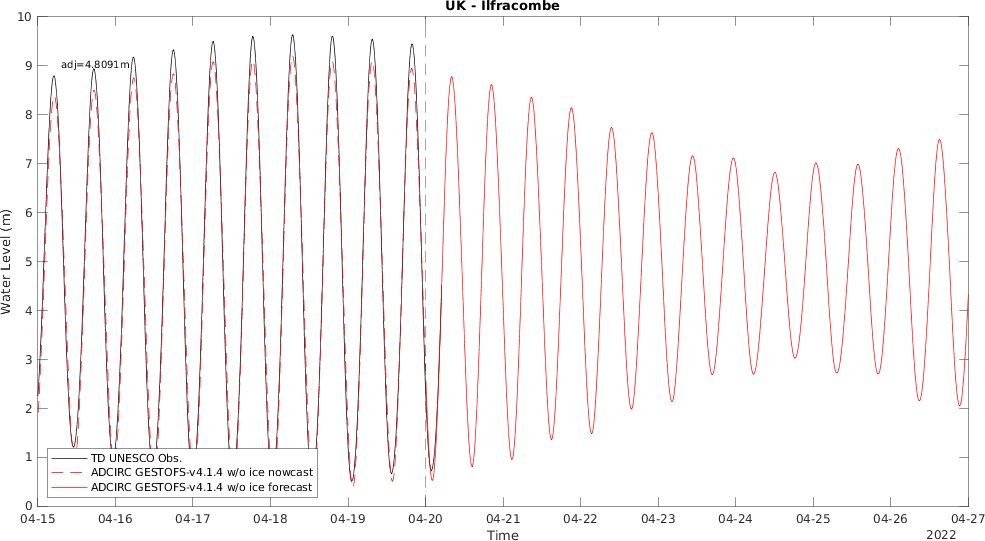 UK - Ilfracombe
10
9
8
7
6
5
4
3
2
1
0
Water Level (m)
adj=4.8091m
TD UNESCO Obs.
ADCIRC GESTOFS-v4.1.4 w/o ice nowcast
ADCIRC GESTOFS-v4.1.4 w/o ice forecast
04-15 04-16 04-17 04-18 04-19 04-20 04-21 04-22 04-23 04-24 04-25 04-26 04-27
Time
2022